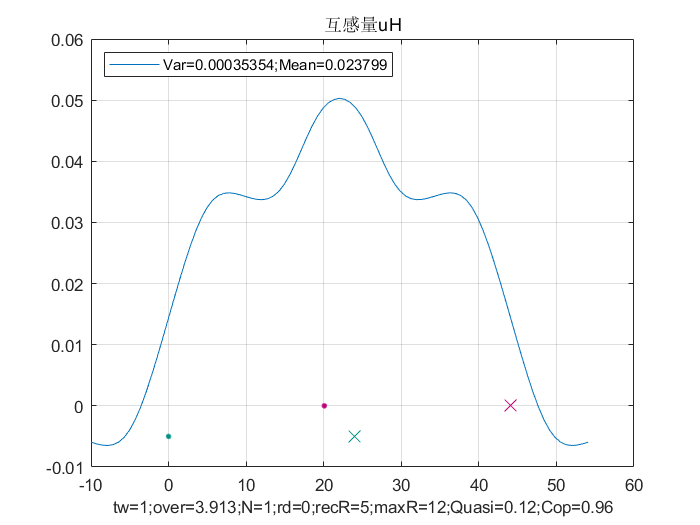 互感量uH
0.06
Var=0.00035354;Mean=0.023799
0.05
0.04
0.03
0.02
0.01
0
-0.01
-10 0 10 20 30 40 50 60
tw=1;over=3.913;N=1;rd=0;recR=5;maxR=12;Quasi=0.12;Cop=0.96